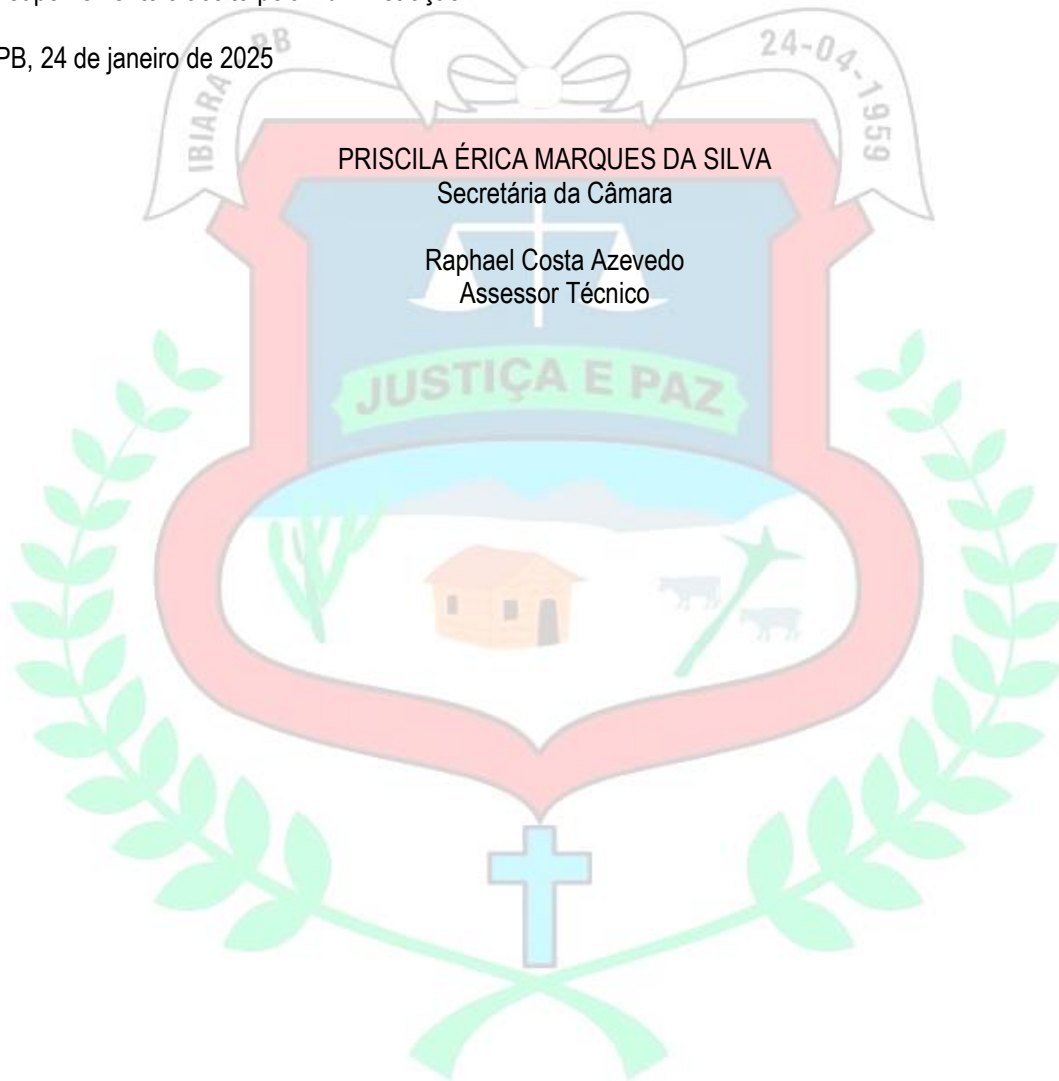 PB, 24 de janeiro de 2025
IBIARA PB
24-04-1959
PRISCILA ÉRICA MARQUES DA SILVA
Secretária da Câmara
Raphael Costa Azevedo
Assessor Técnico
JUSTIÇA E PAZ